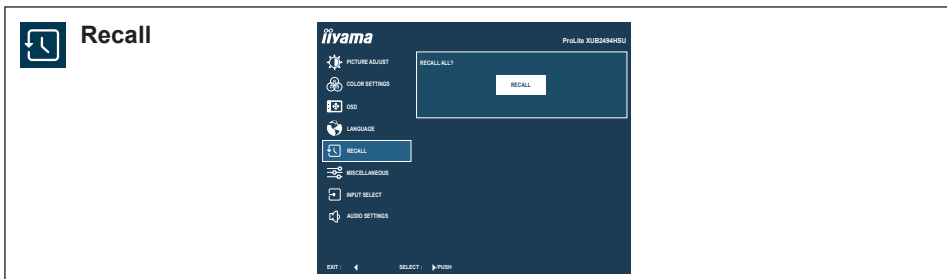 Recall
iiyama
ProLite XUB2494HSU
PICTURE ADJUST
COLOR SETTINGS
OSD
LANGUAGE
RECALL
MISCELLANEOUS
INPUT SELECT
AUDIO SETTINGS
RECALL ALL?
RECALL
EXIT :
SELECT : /PUSH